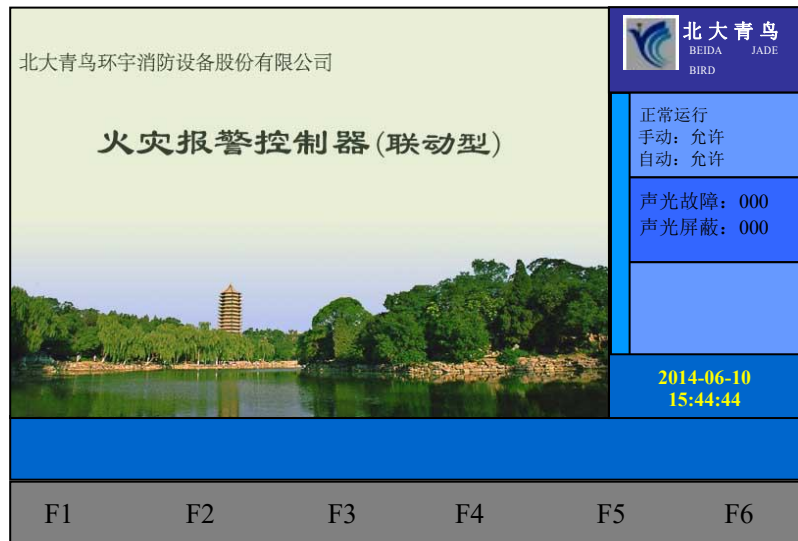 北大青鸟环宇消防设备股份有限公司
火灾报警控制器(联动型)
北大青鸟
BEIDA JADE
BIRD
正常运行
手动：允许
自动：允许
声光故障：000
声光屏蔽：000
2014-06-10
15:44:44
F1 F2 F3 F4 F5 F6